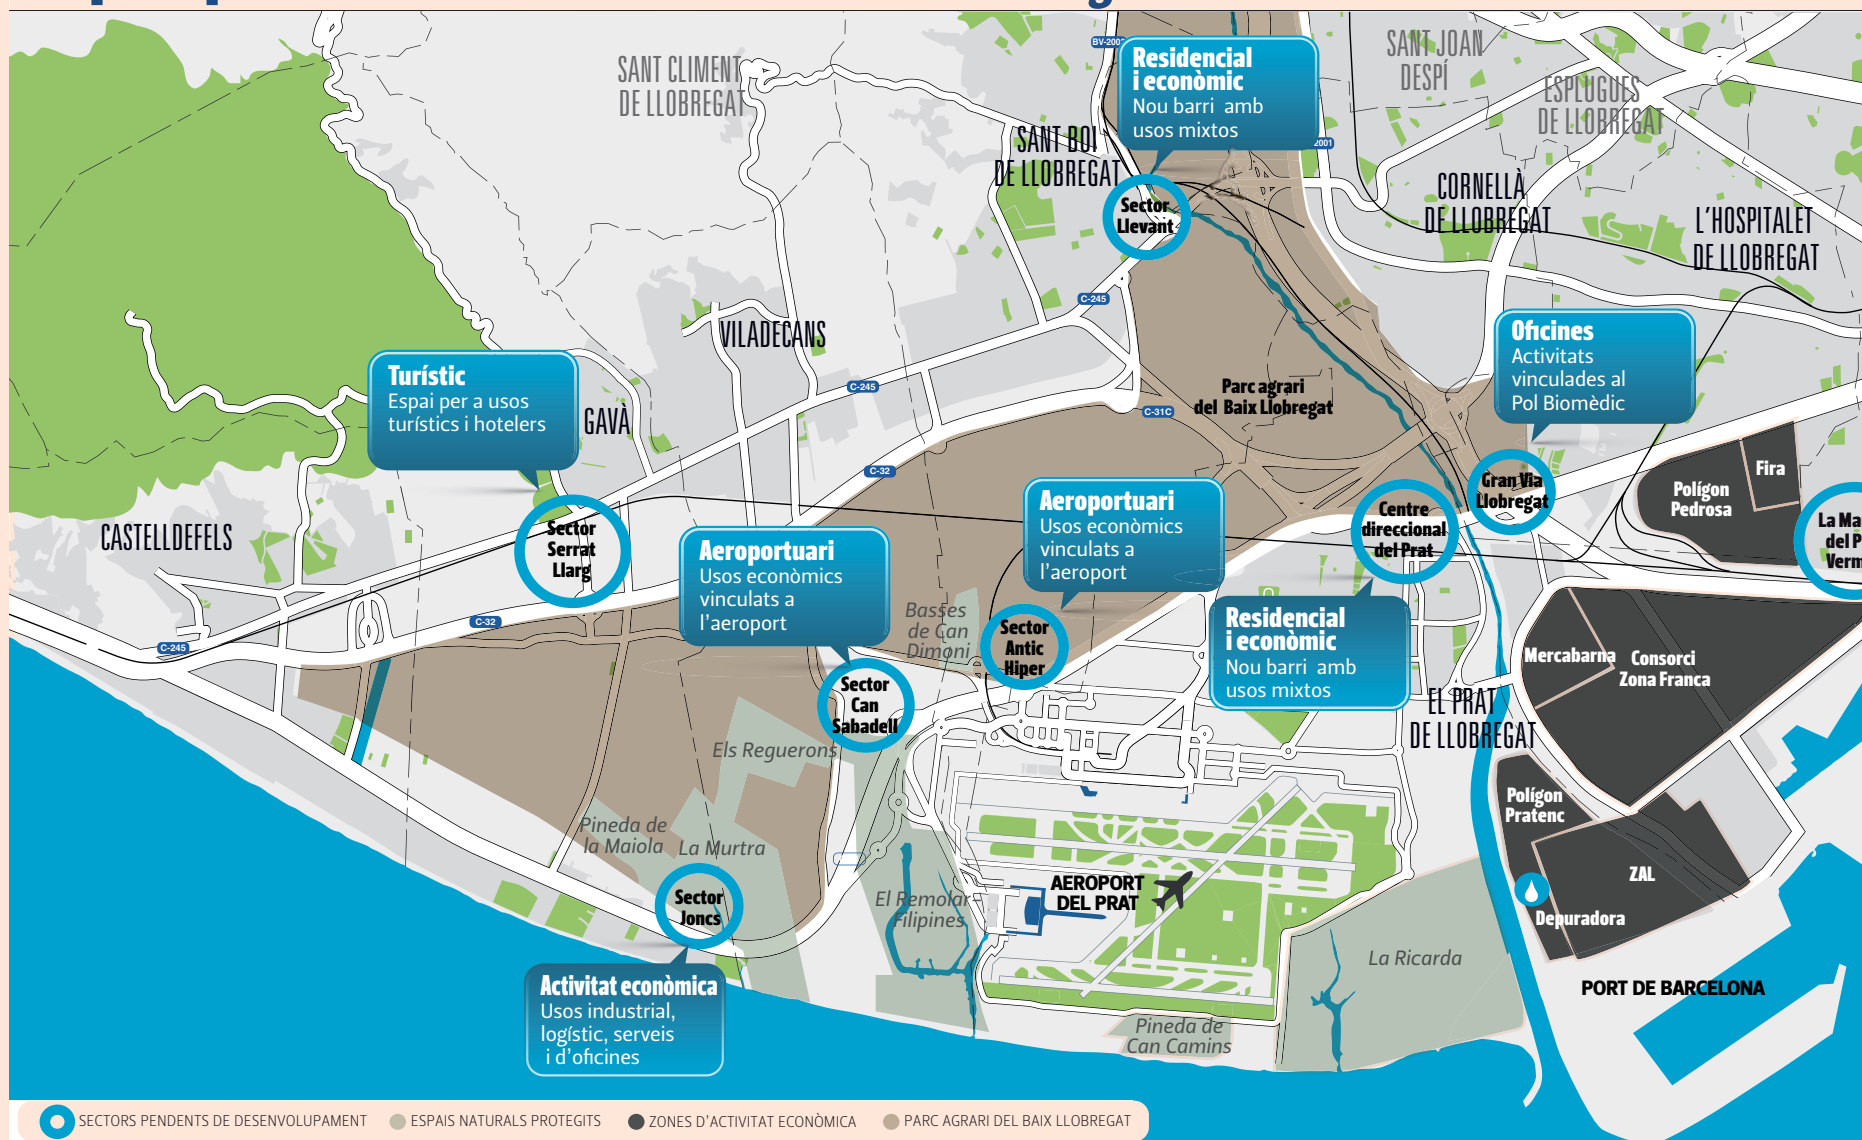 BV-2002
Residencial
i econòmic
Nou barri amb
usos mixtos
SANT JOAN
DESPÍ
SANT CLIMENT
DE LLOBREGAT
ESPLUGUES
DE LLOBREGAT
2001
SANT BOI
DE LLOBREGAT
CORNELLÀ
DE LLOBREGAT
L'HOSPITALET
DE LLOBREGAT
Sector
Llevant
C-245
VILADECANS
Oficines
Activitats
vinculades al
Pol Biomèdic
Turístic
Espai per a usos
turístics i hotelers
GAVÀ
C-245
Parc agrari
del Baix Llobregat
C-31C
C-32
Fira
Polígon
Pedrosa
Gran Via
Llobregat
Aeroportuari
Usos econòmics
vinculats a
l'aeroport
Centre
direccional
del Prat
La Ma
del P
Verm
CASTELLDEFELS
Sector
Serrat
Llarg
Aeroportuari
Usos econòmics
vinculats a
l'aeroport
Basses
de Can
Dimoni
Sector
Antic
Hiper
Residencial
i econòmic
Nou barri amb
usos mixtos
C-32
C-245
Mercabarna
Consorci
Zona Franca
Sector
Can
Sabadell
EL PRAT
DE LLOBREGAT
Els Reguerons
Polígon
Pratenc
Pineda de
la Maiola
La Murtra
ZAL
AEROPORT
DEL PRAT
Sector
Joncs
El Remolar-
Filipines
Depuradora
La Ricarda
Activitat econòmica
Usos industrial,
logístic, serveis
i d'oficines
PORT DE BARCELONA
Pineda de
Can Camins
SECTORS PENDENTS DE DESENVOLUPAMENT
ESPAIS NATURALS PROTEGITS
ZONES D'ACTIVITAT ECONÒMICA
PARC AGRARI DEL BAIX LLOBREGAT